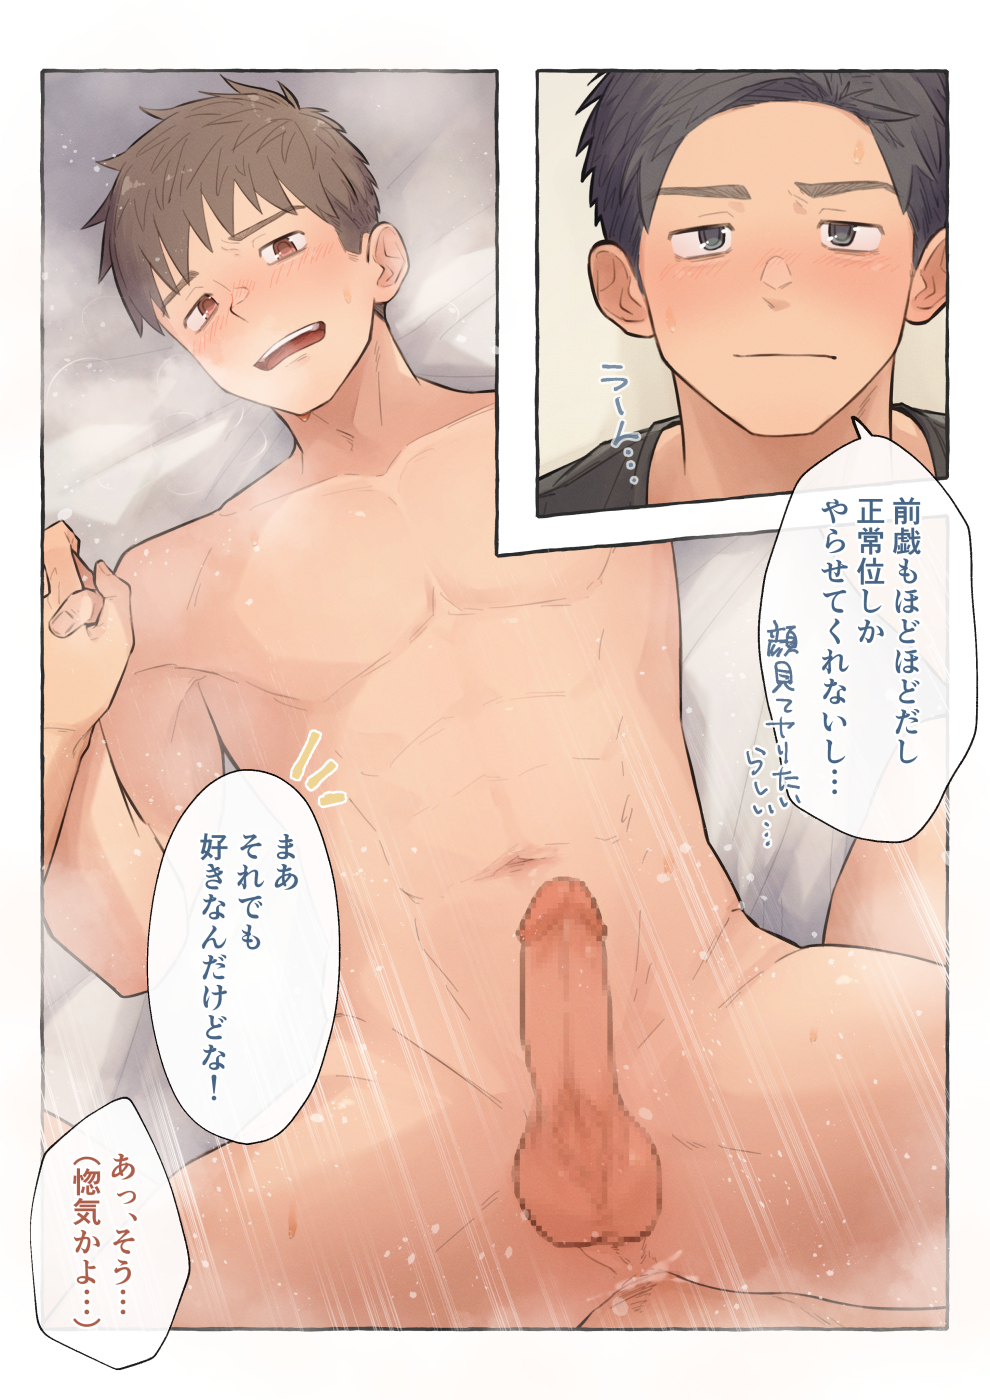 ラーん…
前戯もほどほどだし
正常位しか
やらせてくれないし…
顔見てヤりたい
らしい…
まあ
それでも
好きなんだけどな！
あっ、そう…
（惚気かよ…）